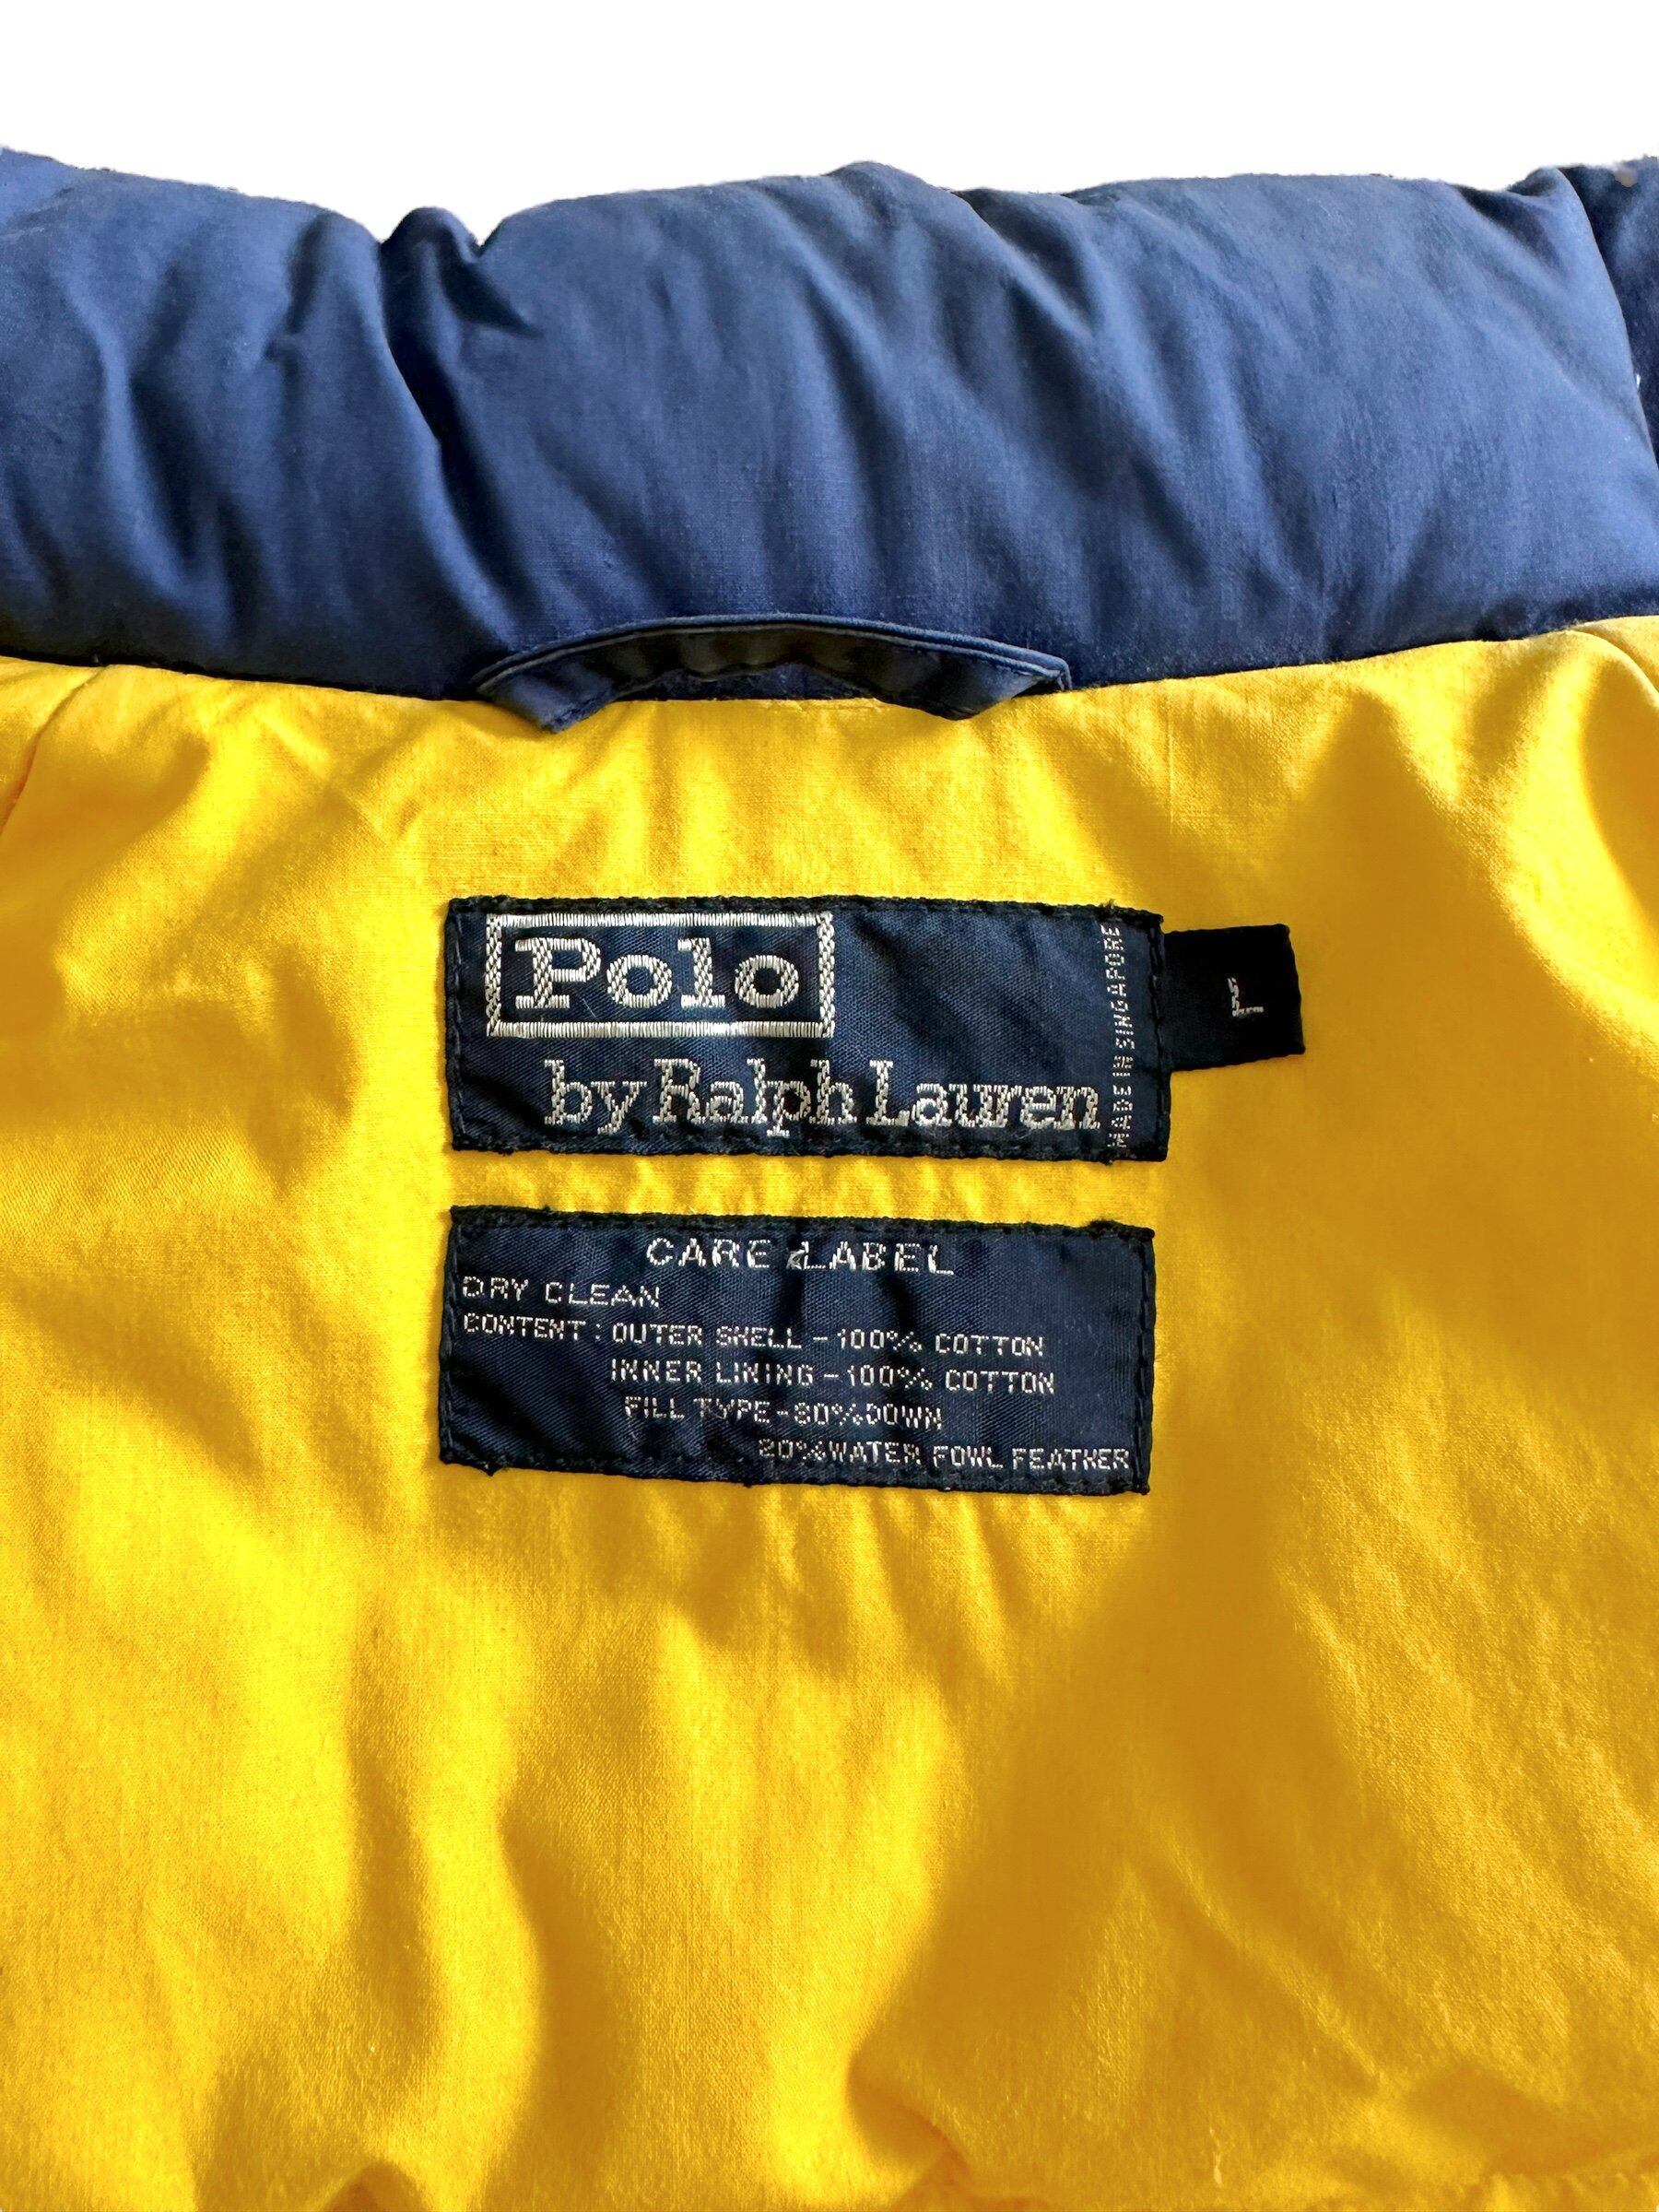 Polo
by Ralph Lauren
MADE IN SINGAPORE
L
CARE LABEL
DRY CLEAN
CONTENT: OUTER SHELL - 100% COTTON
INNER LINING - 100% COTTON
FILL TYPE - 80% DOWN
20% WATER FOWL FEATHER